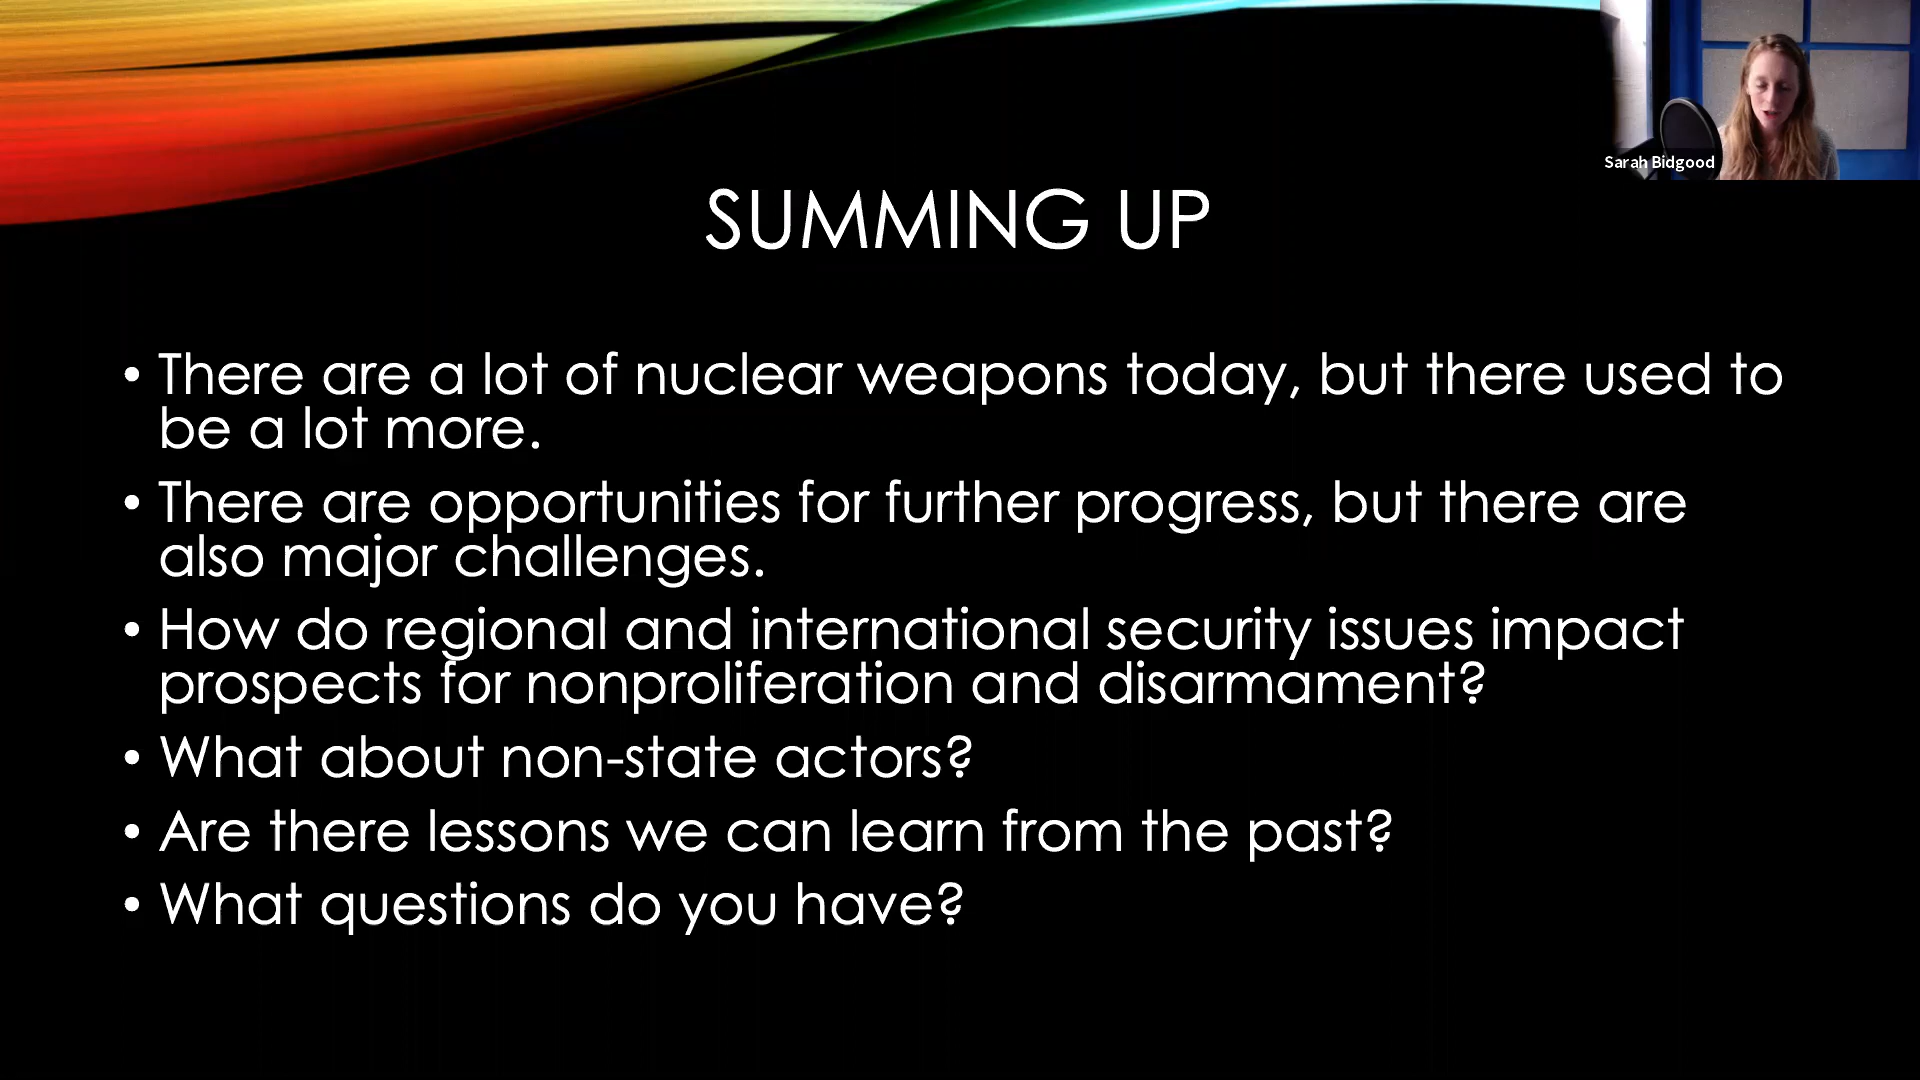 Sarah Bidgood
SUMMING UP
• There are a lot of nuclear weapons today, but there used to
be a lot more.
• There are opportunities for further progress, but there are
also major challenges.
• How do regional and international security issues impact
prospects for nonproliferation and disarmament?
• What about non-state actors?
• Are there lessons we can learn from the past?
• What questions do you have?